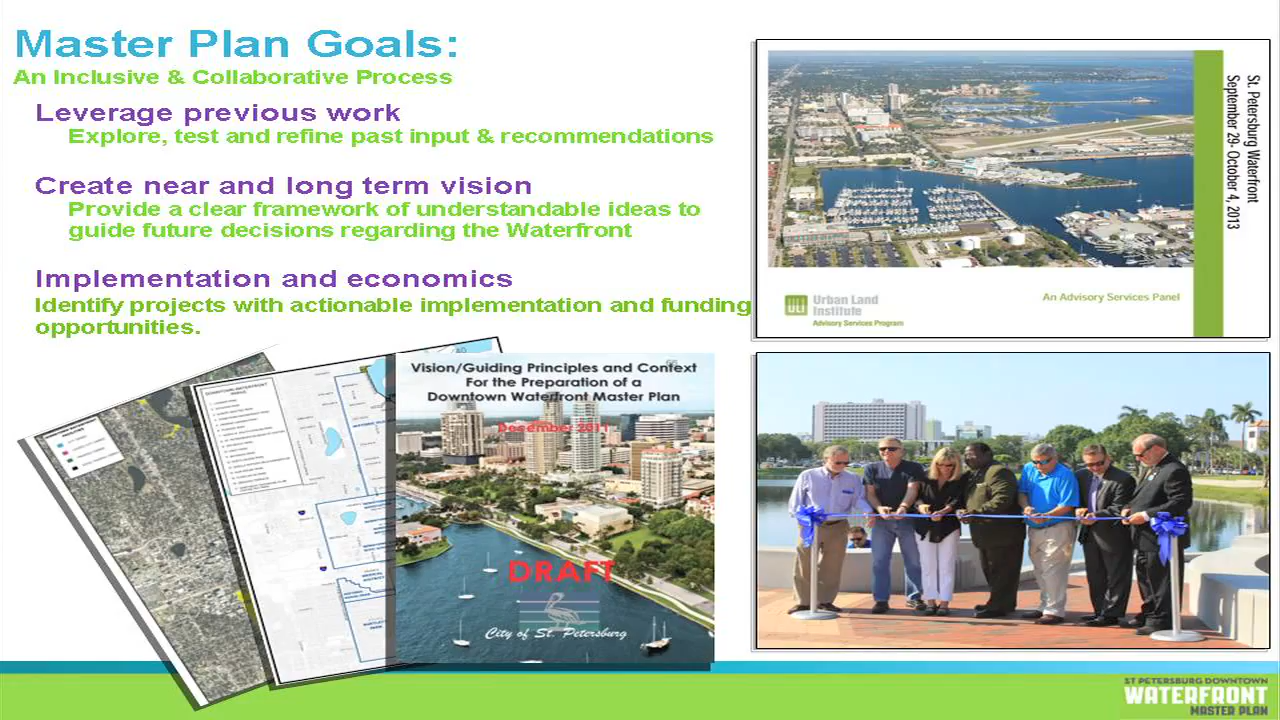 Master Plan Goals:
An Inclusive & Collaborative Process
Leverage previous work
Explore, test and refine past input & recommendations
Create near and long term vision
Provide a clear framework of understandable ideas to
guide future decisions regarding the Waterfront
Implementation and economics
Identify projects with actionable implementation and funding
opportunities.
St. Petersburg Waterfront
September 29- October 4, 2013
An Advisory Services Panel
ULI
Urban Land
Institute
Advisory Services Program
DOWNTOWN WATERFRONT
Vision/Guiding Principles and Context
For the Preparation of a
Downtown Waterfront Master Plan
December 2011
DRAFT
City of St. Petersburg
ST PETERSBURG DOWNTOWN
WATERFRONT
MASTER PLAN